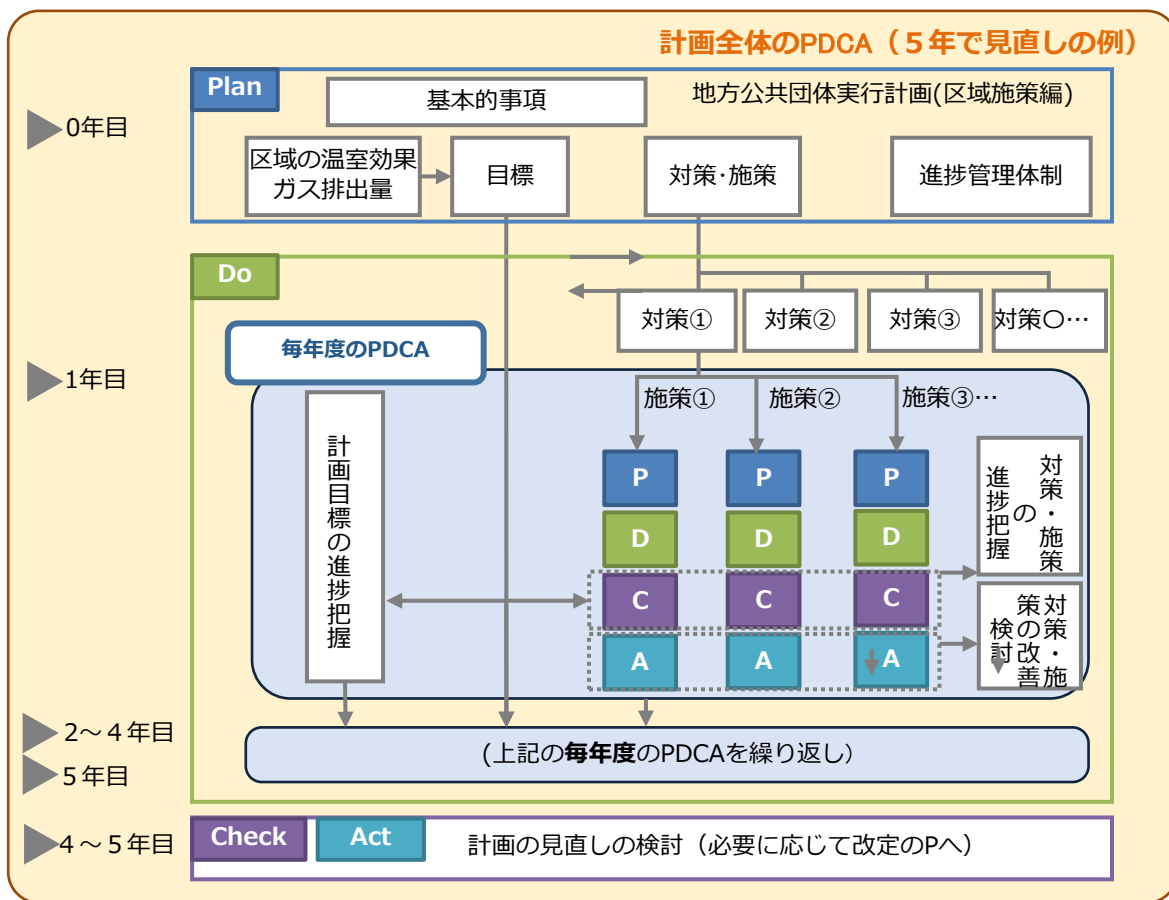 計画全体のPDCA（５年で見直しの例）
Plan
地方公共団体実行計画(区域施策編)
基本的事項
0年目
区域の温室効果
ガス排出量
目標
対策･施策
進捗管理体制
Do
対策①
対策②
対策③
対策〇…
毎年度のPDCA
1年目
施策①
施策②
施策③…
計画目標の進捗把握
P
P
P
D
D
D
C
C
C
A
A
A
対策・施策
の
進捗把握
対策・施
策の改善
検討
2～４年目
(上記の毎年度のPDCAを繰り返し）
５年目
４～５年目
Check
Act
計画の見直しの検討（必要に応じて改定のPへ）